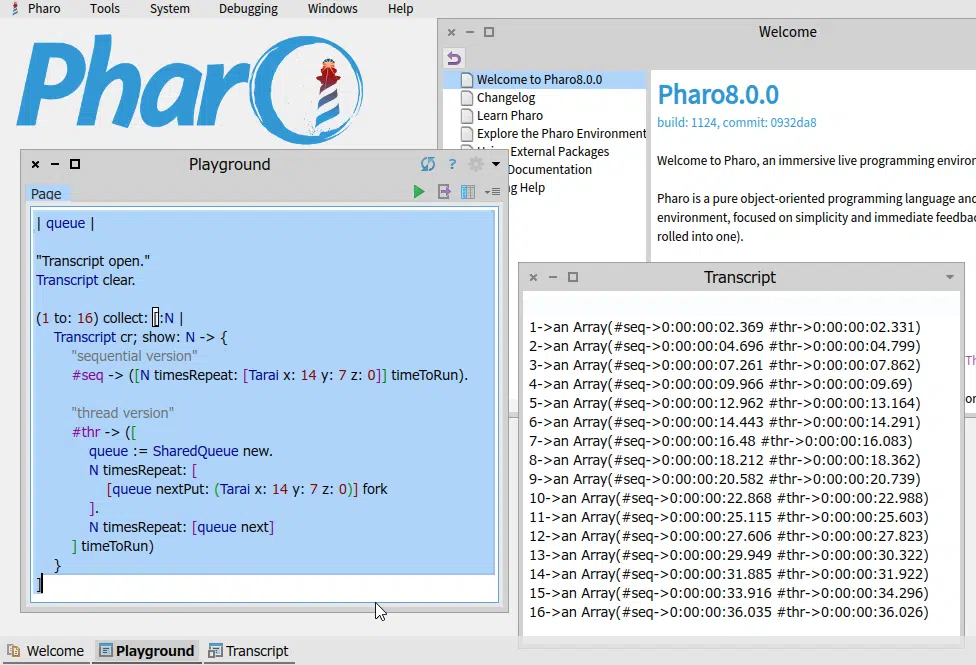 Pharo Tools System Debugging Windows Help
Pharo
Welcome
Welcome to Pharo8.0.0
Changelog
Learn Pharo
Explore the Pharo Environment
External Packages
Documentation
Help
Pharo8.0.0
build: 1124, commit: 0932da8
Welcome to Pharo, an immersive live programming
Pharo is a pure object-oriented programming language and
environment, focused on simplicity and immediate
rolled into one).
Playground
?
Page
| queue |
"Transcript open."
Transcript clear.
(1 to: 16) collect: [:N |
Transcript cr; show: N -> {
"sequential version"
#seq -> ([N timesRepeat: [Tarai x: 14 y: 7 z: 0]] timeToRun).
"thread version"
#thr -> ([
queue := SharedQueue new.
N timesRepeat: [
[queue nextPut: (Tarai x: 14 y: 7 z: 0)] fork
].
N timesRepeat: [queue next]
] timeToRun)
}
]
Transcript
1->an Array(#seq->0:00:00:02.369 #thr->0:00:00:02.331)
2->an Array(#seq->0:00:00:04.696 #thr->0:00:00:04.799)
3->an Array(#seq->0:00:00:07.261 #thr->0:00:00:07.862)
4->an Array(#seq->0:00:00:09.966 #thr->0:00:00:09.69)
5->an Array(#seq->0:00:00:12.962 #thr->0:00:00:13.164)
6->an Array(#seq->0:00:00:14.443 #thr->0:00:00:14.291)
7->an Array(#seq->0:00:00:16.48 #thr->0:00:00:16.083)
8->an Array(#seq->0:00:00:18.212 #thr->0:00:00:18.362)
9->an Array(#seq->0:00:00:20.582 #thr->0:00:00:20.739)
10->an Array(#seq->0:00:00:22.868 #thr->0:00:00:22.988)
11->an Array(#seq->0:00:00:25.115 #thr->0:00:00:25.603)
12->an Array(#seq->0:00:00:27.606 #thr->0:00:00:27.823)
13->an Array(#seq->0:00:00:29.949 #thr->0:00:00:30.322)
14->an Array(#seq->0:00:00:31.885 #thr->0:00:00:31.922)
15->an Array(#seq->0:00:00:33.916 #thr->0:00:00:34.296)
16->an Array(#seq->0:00:00:36.035 #thr->0:00:00:36.026)
Welcome Playground Transcript